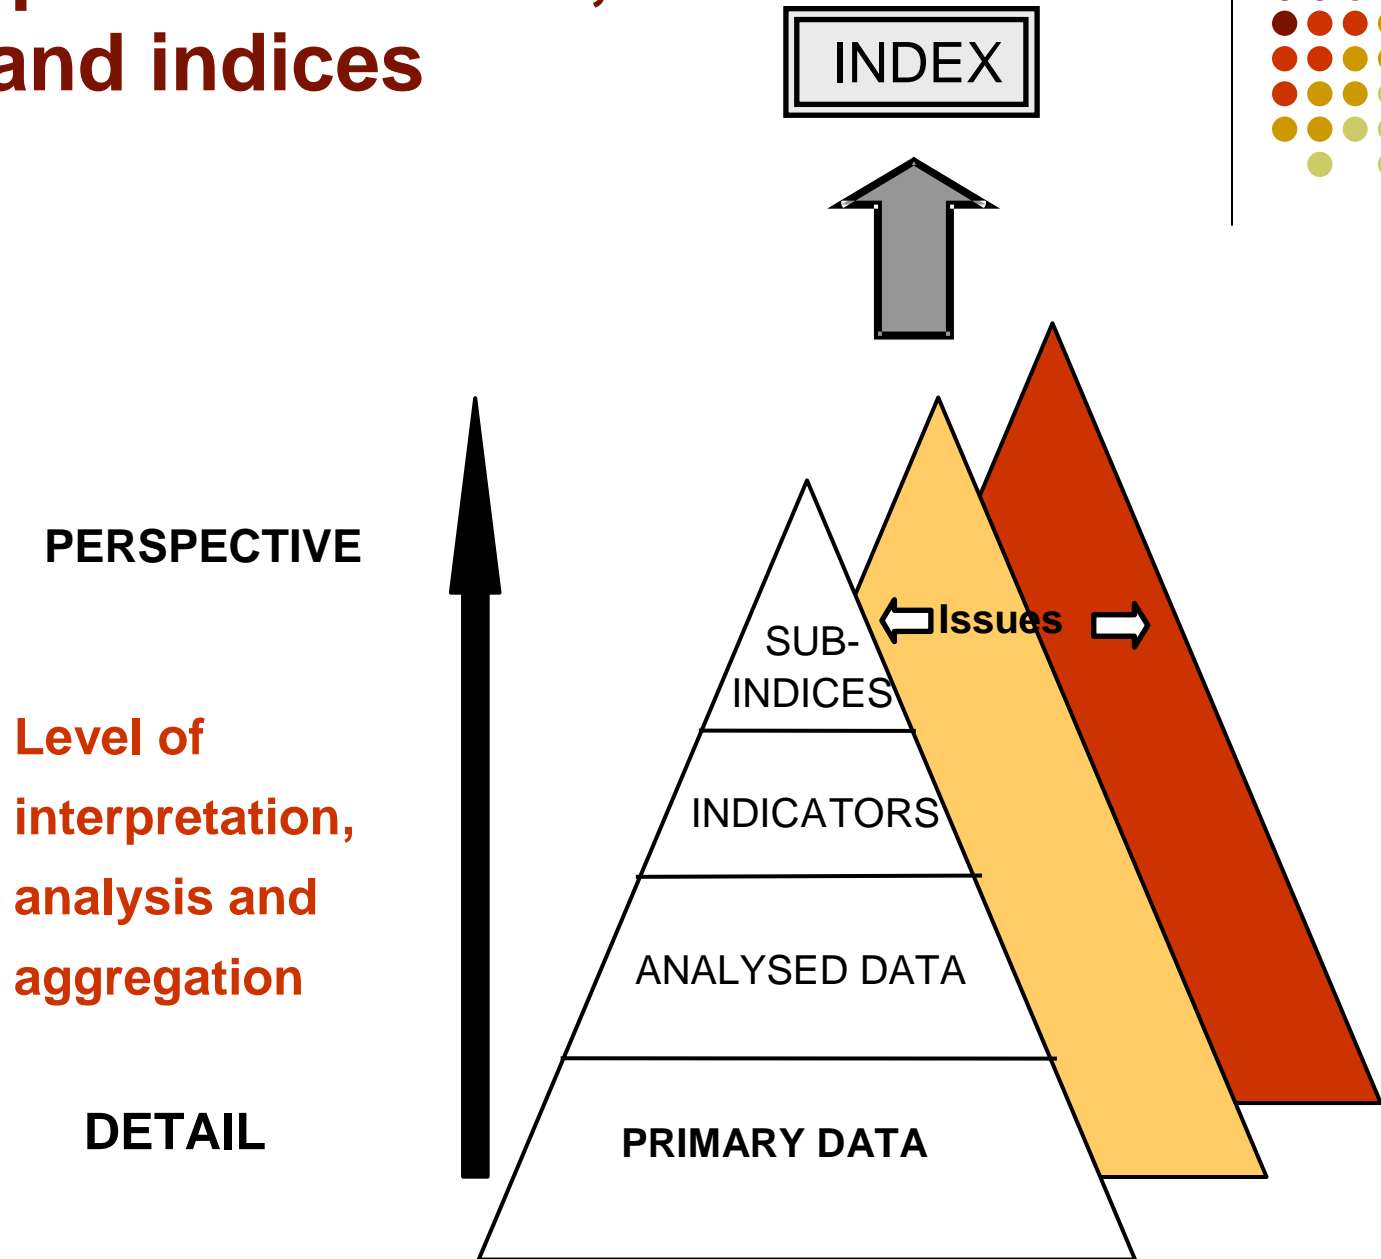 and indices
INDEX
PERSPECTIVE
Issues
SUB-
INDICES
Level of
interpretation,
analysis and
aggregation
INDICATORS
ANALYSED DATA
DETAIL
PRIMARY DATA